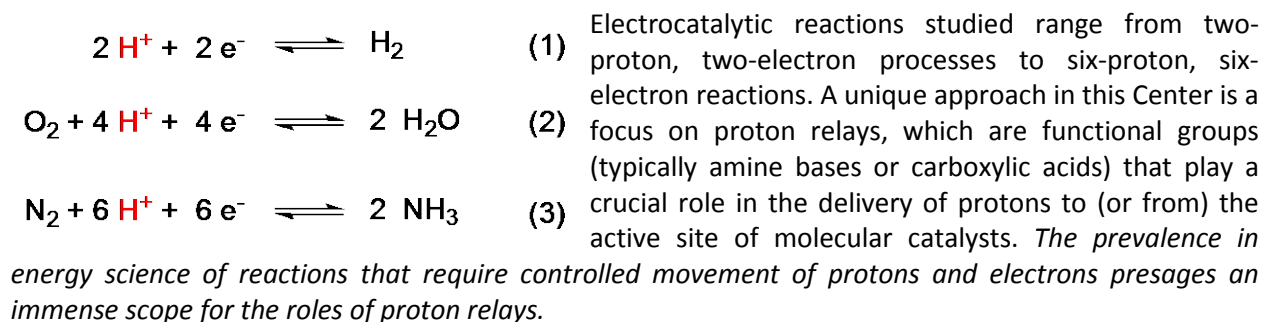 2 H⁺ + 2 e⁻ ⇌ H₂ (1)
O₂ + 4 H⁺ + 4 e⁻ ⇌ 2 H₂O (2)
N₂ + 6 H⁺ + 6 e⁻ ⇌ 2 NH₃ (3)
Electrocatalytic reactions studied range from two-
proton, two-electron processes to six-proton, six-
electron reactions. A unique approach in this Center is a
focus on proton relays, which are functional groups
(typically amine bases or carboxylic acids) that play a
crucial role in the delivery of protons to (or from) the
active site of molecular catalysts. The prevalence in
energy science of reactions that require controlled movement of protons and electrons presages an
immense scope for the roles of proton relays.